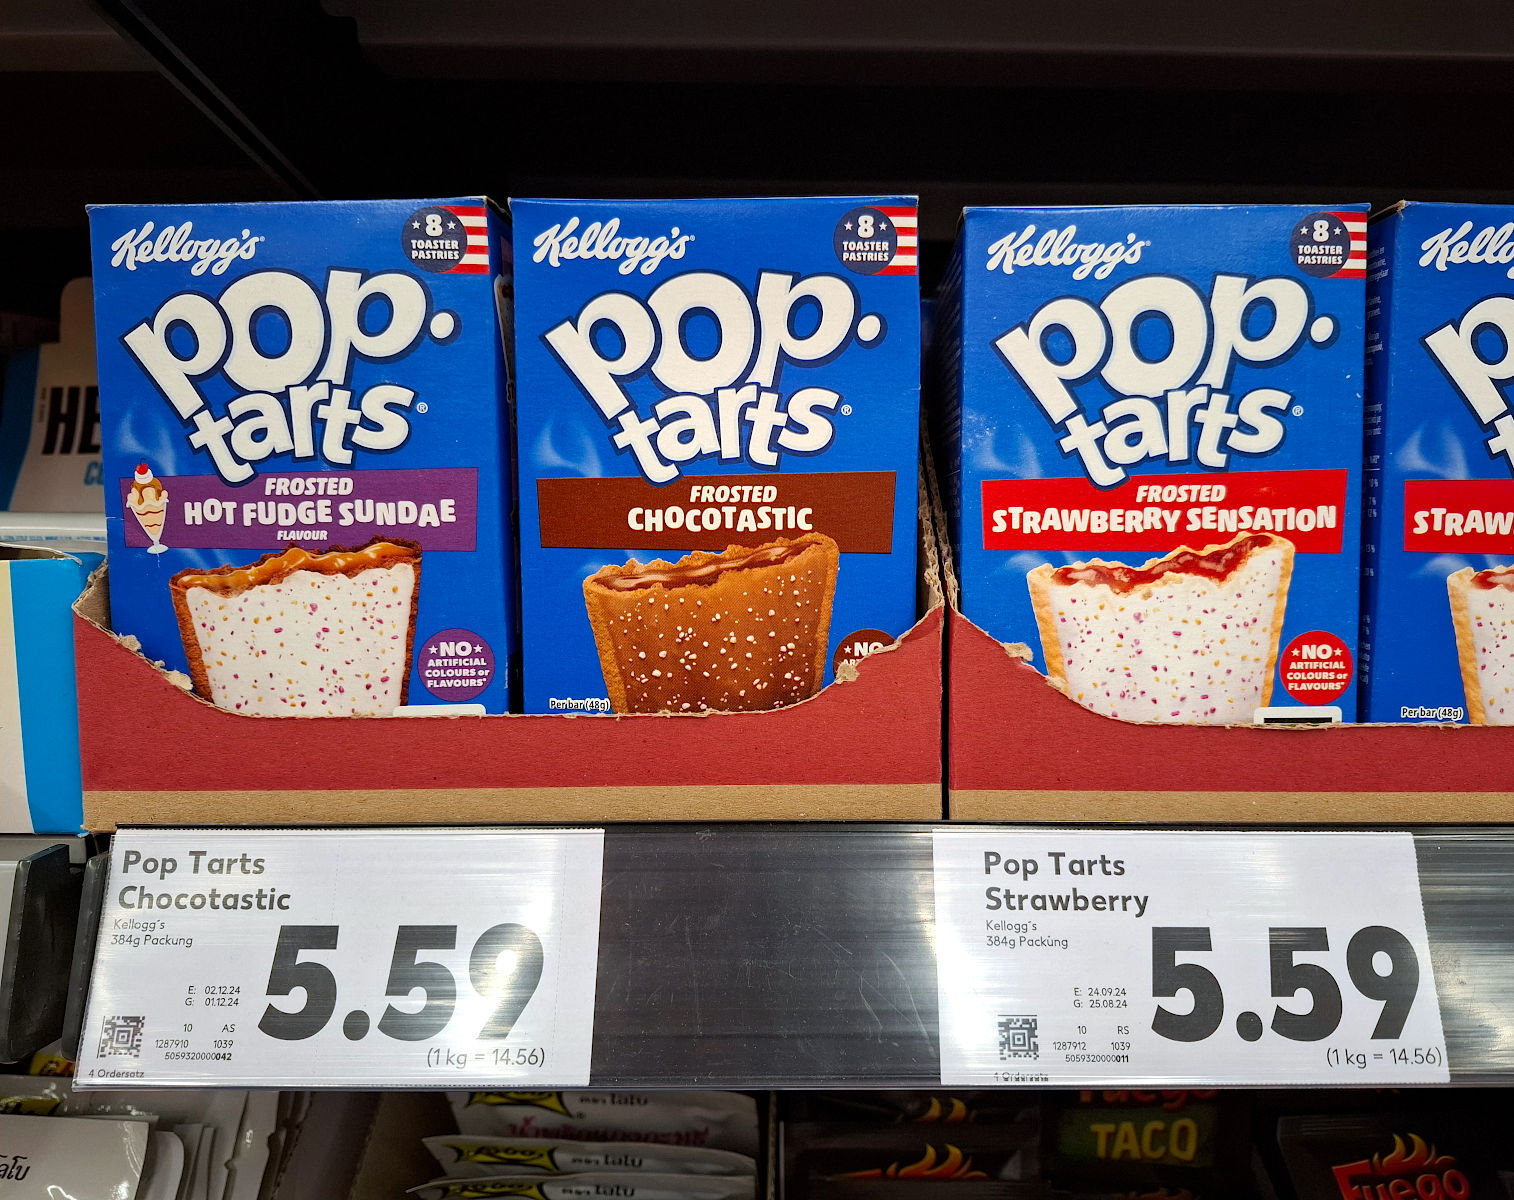 Kellogg's
8
TOASTER
PASTRIES
pop.
tarts®
FROSTED
HOT FUDGE SUNDAE
FLAVOUR
NO
ARTIFICIAL
COLOURS or
FLAVOURS*
Kellogg's
8
TOASTER
PASTRIES
pop.
tarts®
FROSTED
CHOCOTASTIC
NO
Per bar (48g)
Kellogg's
8
TOASTER
PASTRIES
pop.
tarts®
FROSTED
STRAWBERRY SENSATION
NO
ARTIFICIAL
COLOURS or
FLAVOURS*
Kellogg
STRAW
Per bar (48g)
HE
Pop Tarts
Chocotastic
Kellogg´s
384g Packung
5.59
E: 02.12.24
G: 01.12.24
10 AS
1287910 1039
5059320000042
(1 kg = 14.56)
4 Ordersatz
Pop Tarts
Strawberry
Kellogg´s
384g Packung
5.59
E: 24.09.24
G: 25.08.24
10 RS
1287912 1039
5059320000011
(1 kg = 14.56)
4 Ordersatz
TACO
Fuego